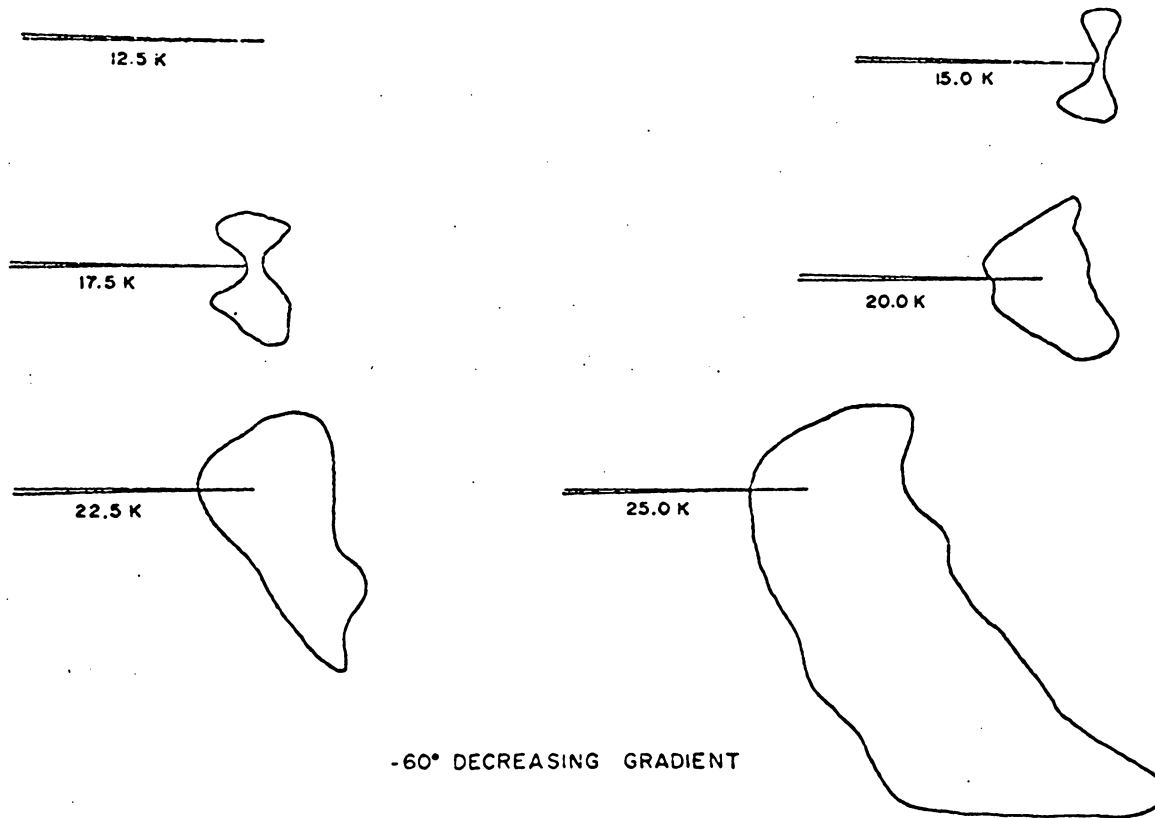 12.5 K
15.0 K
17.5 K
20.0 K
22.5 K
25.0 K
-60° DECREASING GRADIENT